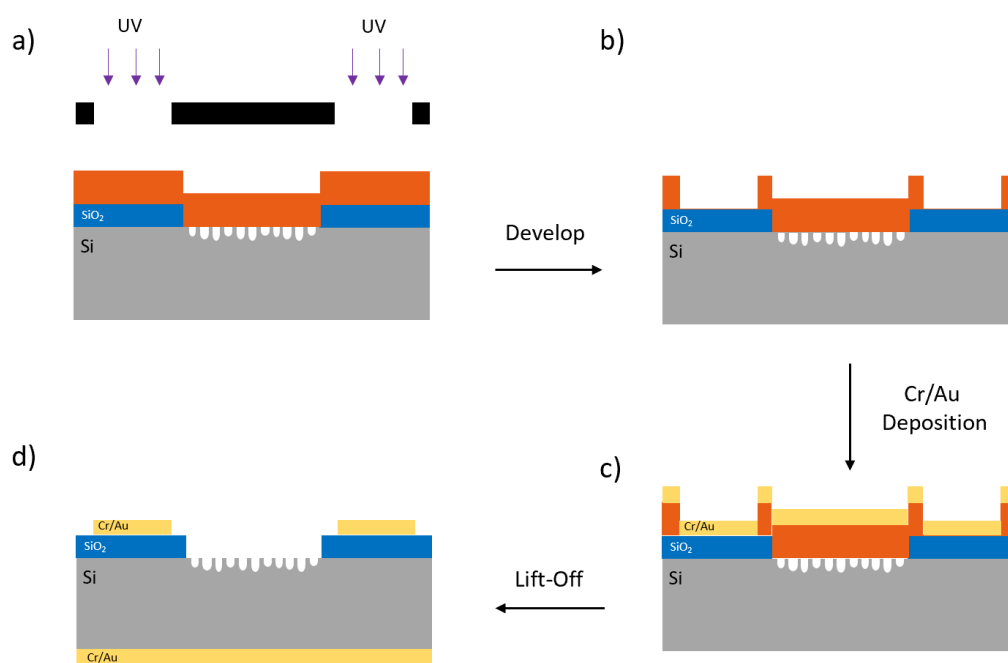 a)
UV
UV
SiO₂
Si
Develop
b)
SiO₂
Si
Cr/Au
Deposition
c)
Cr/Au
SiO₂
Si
Lift-Off
d)
Cr/Au
SiO₂
Si
Cr/Au